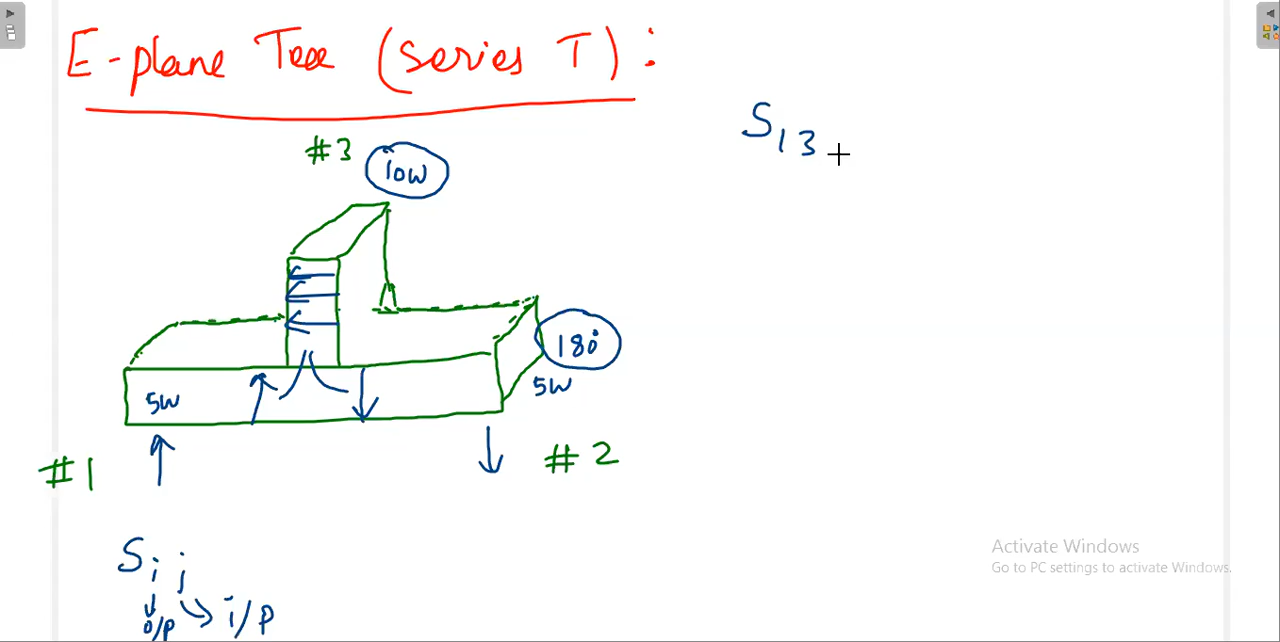 E-plane Tee (series T) :
S13
#3 10W
180
5W
5W
#1
#2
Sij
o/p i/p
Activate Windows
Go to PC settings to activate Windows.